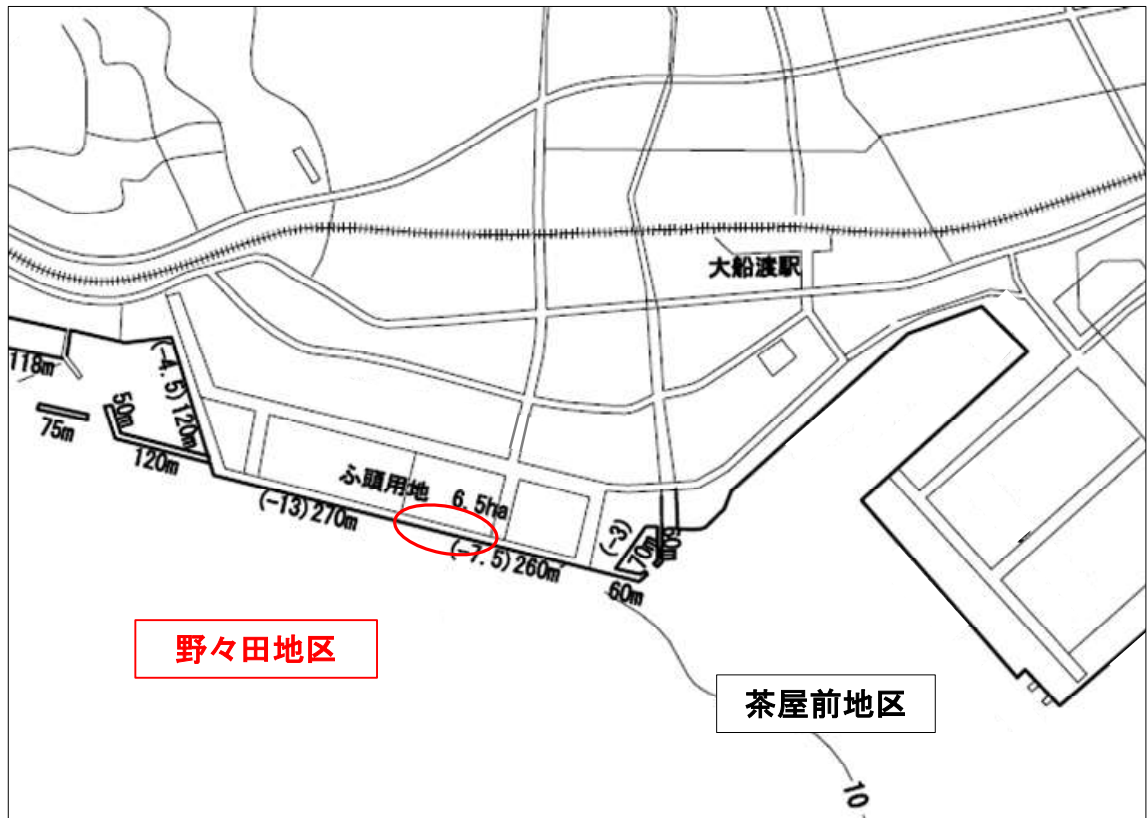 大船渡駅
118m
(-4.5)120m
50m
75m
120m
ふ頭用地 6.5ha
(-13)270m
(-7.5)260m
(-3)
70m
60m
60m
野々田地区
茶屋前地区
10